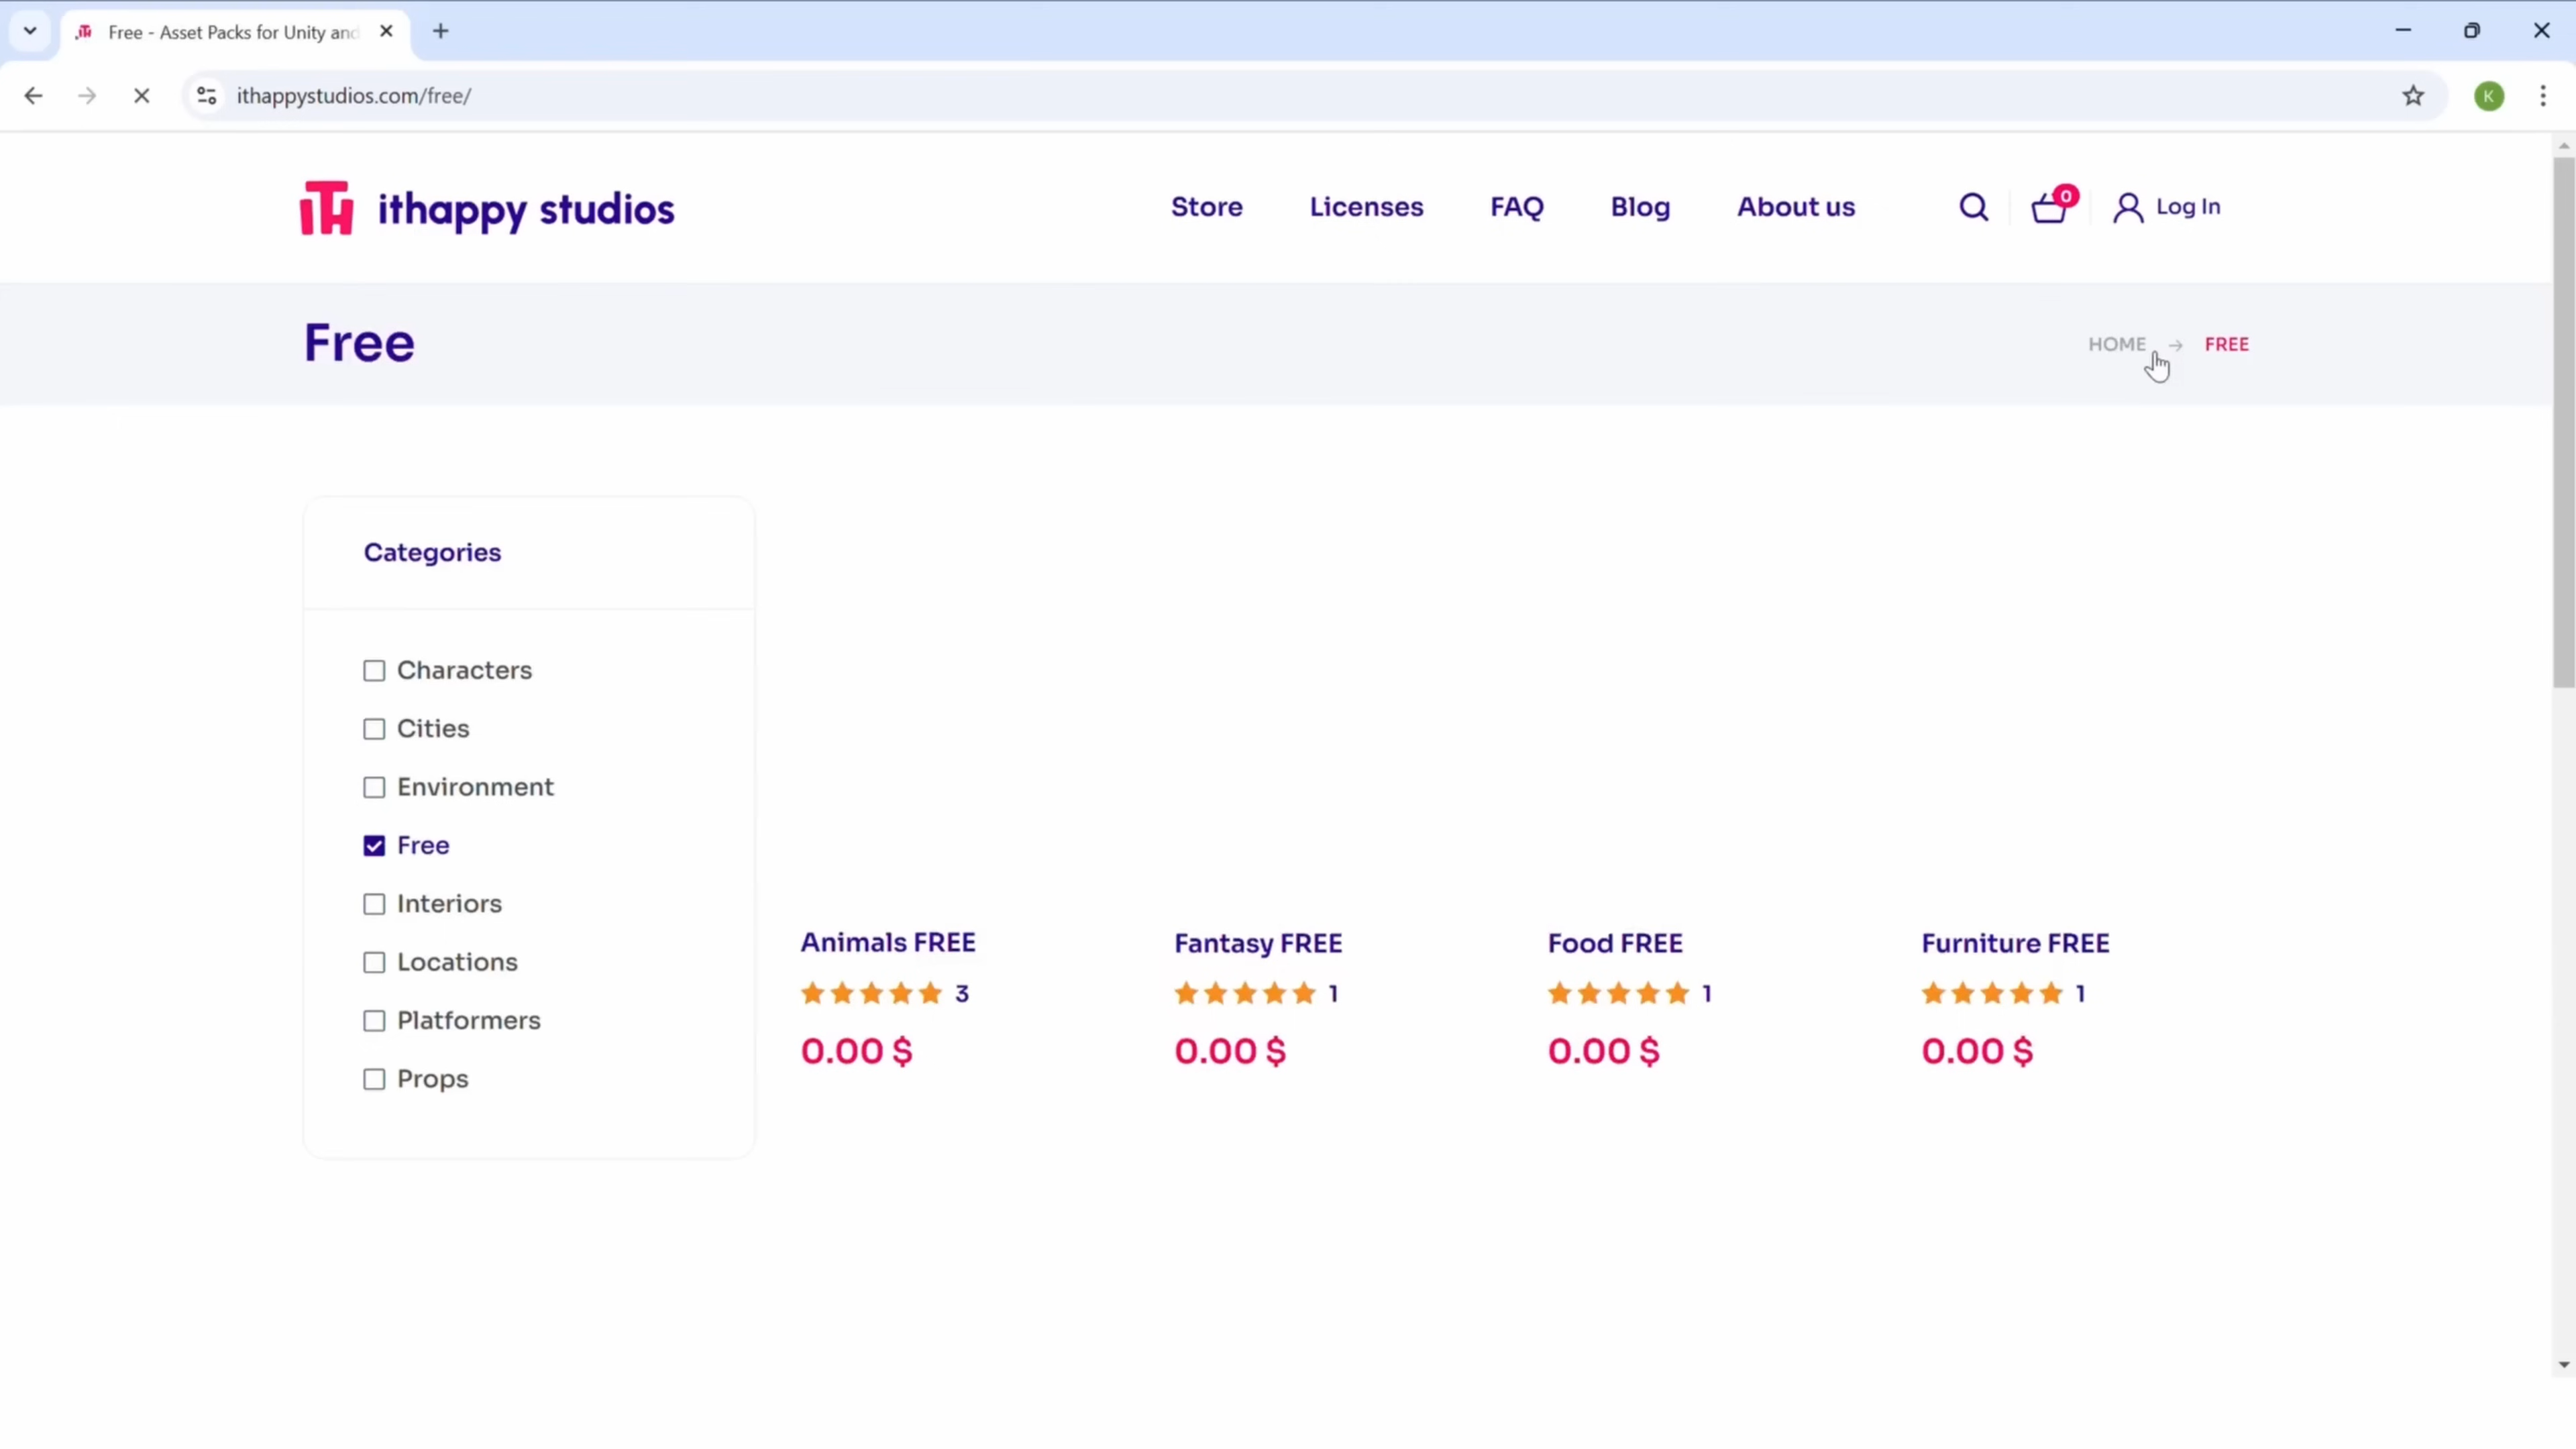 Free - Asset Packs for Unity and
ithappystudios.com/free/
K
iTH ithappy studios
Store Licenses FAQ Blog About us 0 Log In
Free
HOME → FREE
Categories
Characters
Cities
Environment
Free
Interiors
Locations
Platformers
Props
Animals FREE
3
0.00 $
Fantasy FREE
1
0.00 $
Food FREE
1
0.00 $
Furniture FREE
1
0.00 $